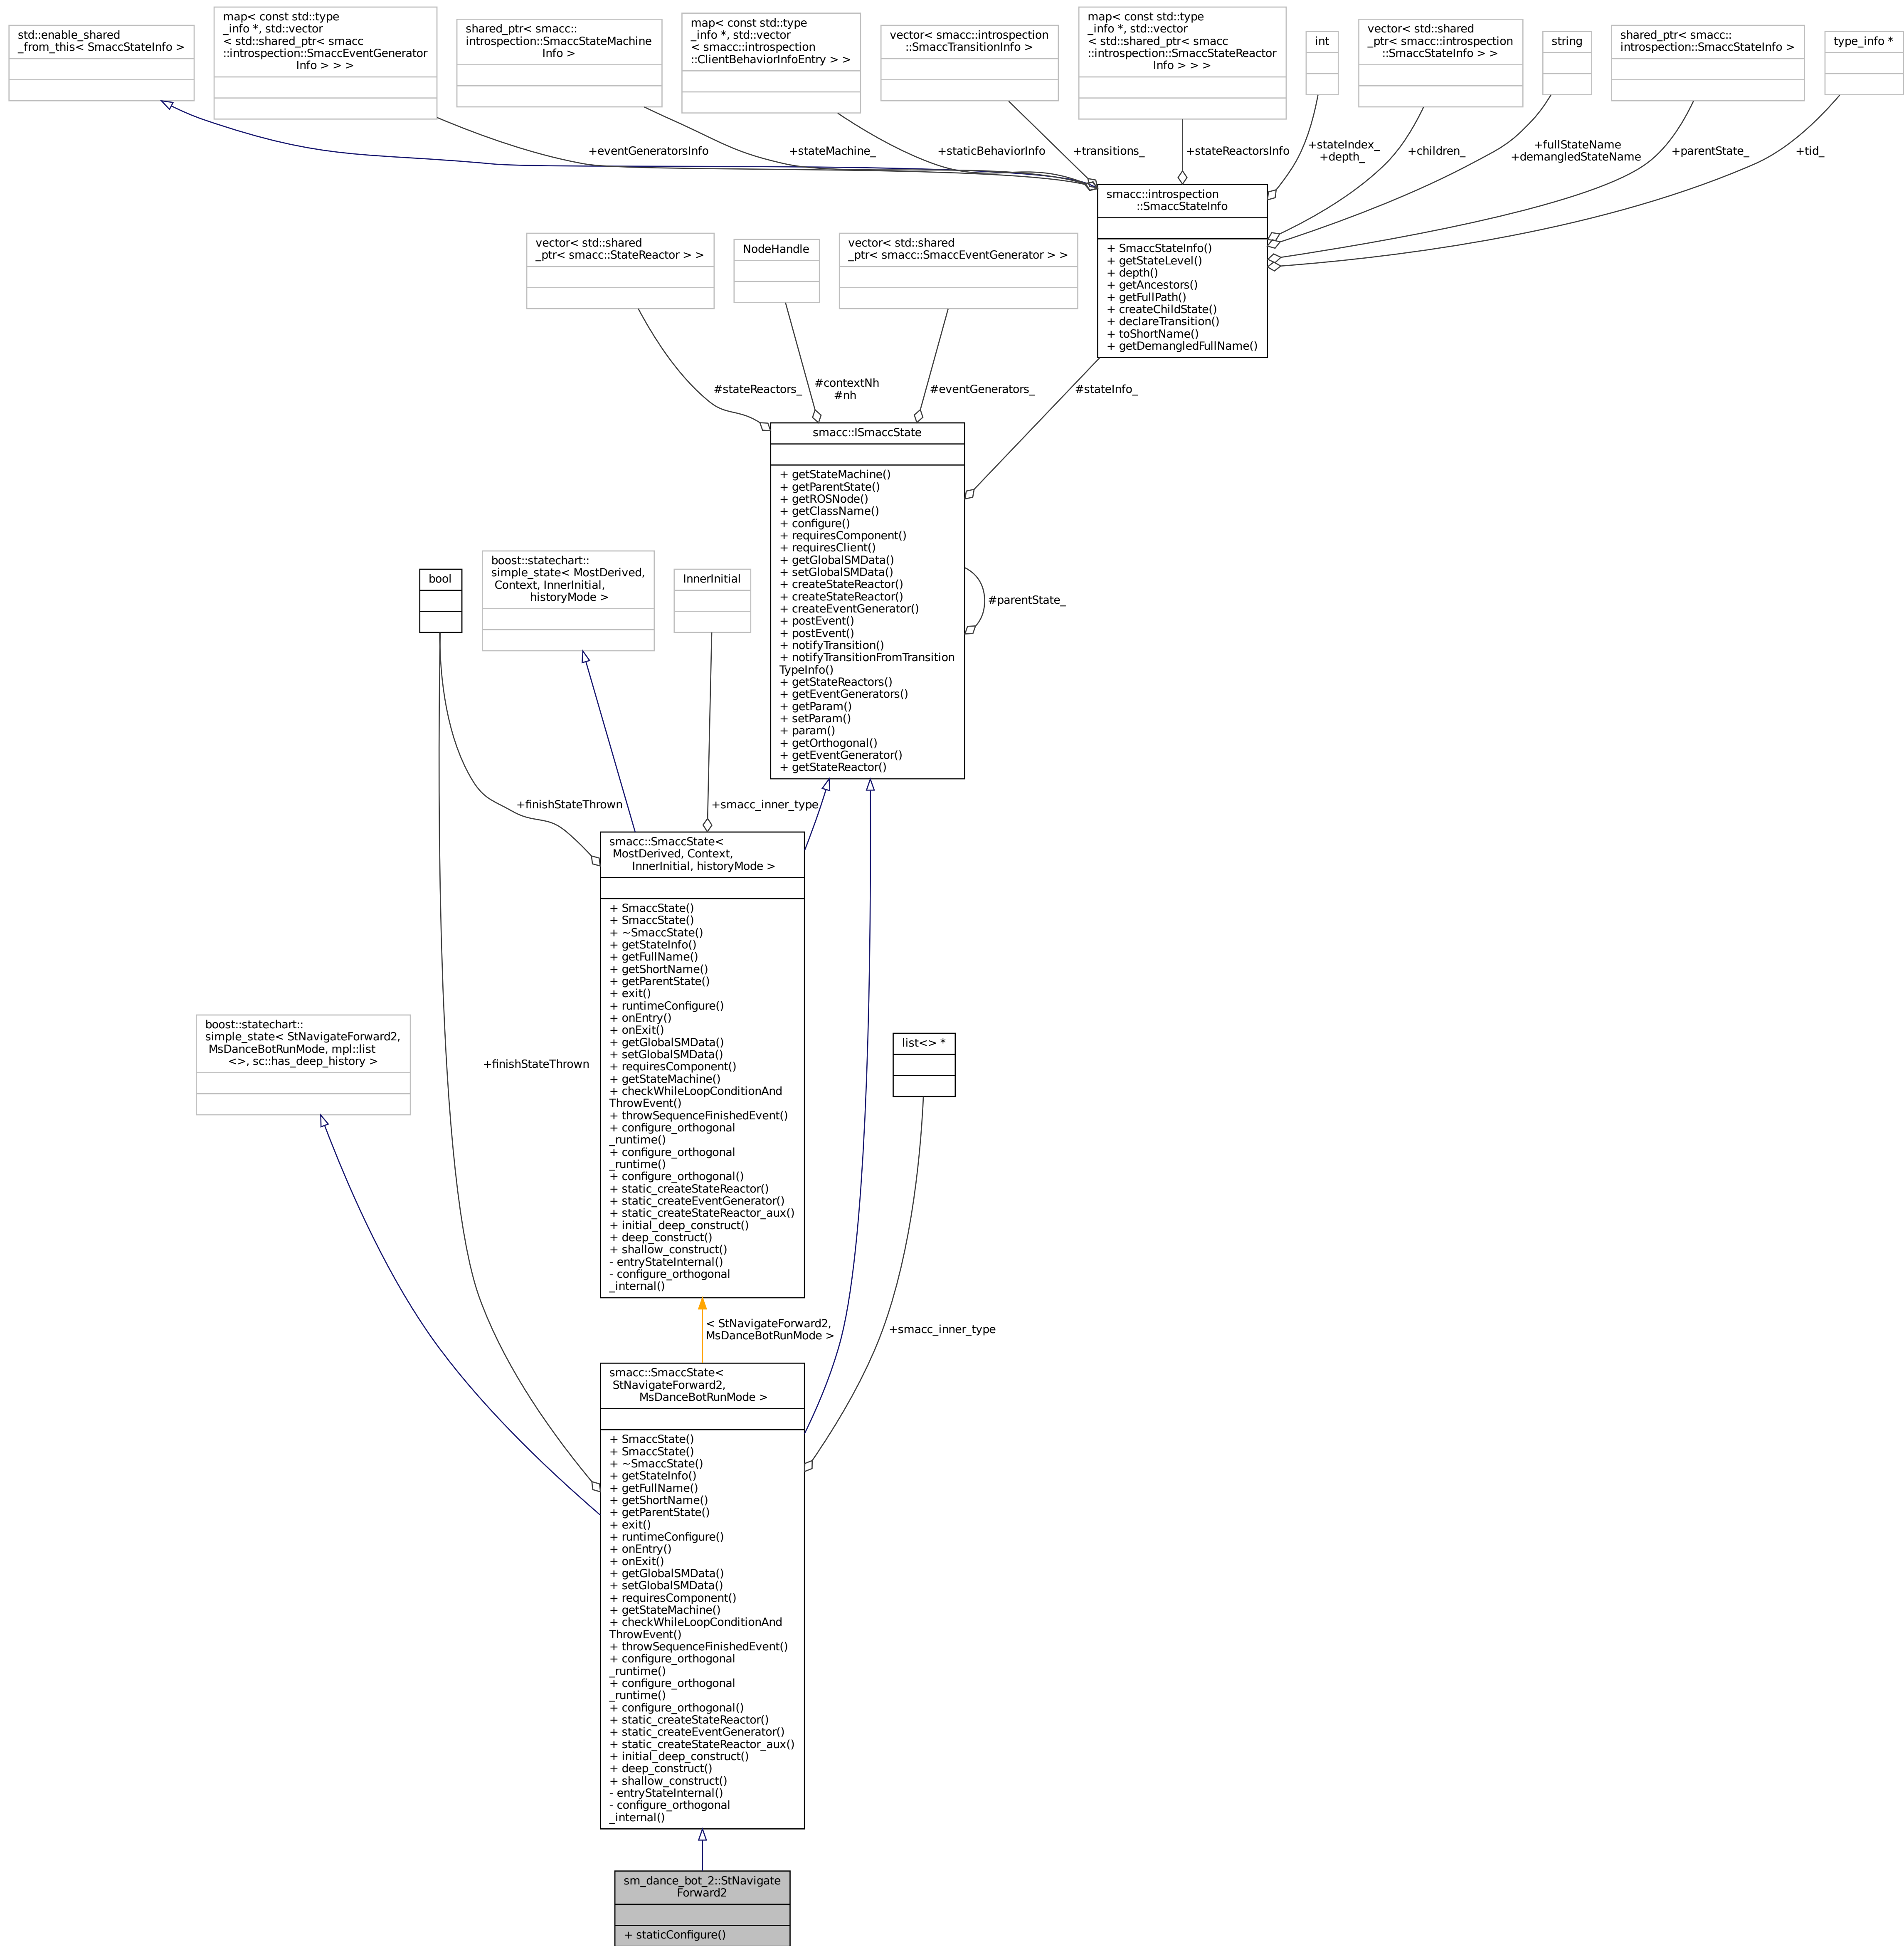 std::enable_shared
_from_this< SmaccStateInfo >
map< const std::type
_info *, std::vector
< std::shared_ptr< smacc
::introspection::SmaccEventGenerator
Info > > >
shared_ptr< smacc::
introspection::SmaccStateMachine
Info >
map< const std::type
_info *, std::vector
< smacc::introspection
::ClientBehaviorInfoEntry > >
vector< smacc::introspection
::SmaccTransitionInfo >
map< const std::type
_info *, std::vector
< std::shared_ptr< smacc
::introspection::SmaccStateReactor
Info > > >
int
vector< std::shared
_ptr< smacc::introspection
::SmaccStateInfo > >
string
shared_ptr< smacc::
introspection::SmaccStateInfo >
type_info *
+eventGeneratorsInfo
+stateMachine_
+staticBehaviorInfo
+transitions_
+stateReactorsInfo
+stateIndex_
+depth_
+children_
+fullStateName
+demangledStateName
+parentState_
+tid_
smacc::introspection
::SmaccStateInfo
+ SmaccStateInfo()
+ getStateLevel()
+ depth()
+ getAncestors()
+ getFullPath()
+ createChildState()
+ declareTransition()
+ toShortName()
+ getDemangledFullName()
vector< std::shared
_ptr< smacc::StateReactor > >
NodeHandle
vector< std::shared
_ptr< smacc::SmaccEventGenerator > >
#stateReactors_
#contextNh
#nh
#eventGenerators_
#stateInfo_
smacc::ISmaccState
+ getStateMachine()
+ getParentState()
+ getROSNode()
+ getClassName()
+ configure()
+ requiresComponent()
+ requiresClient()
+ getGlobalSMData()
+ setGlobalSMData()
+ createStateReactor()
+ createStateReactor()
+ createEventGenerator()
+ postEvent()
+ postEvent()
+ notifyTransition()
+ notifyTransitionFromTransition
TypeInfo()
+ getStateReactors()
+ getEventGenerators()
+ getParam()
+ setParam()
+ param()
+ getOrthogonal()
+ getEventGenerator()
+ getStateReactor()
#parentState_
bool
boost::statechart::
simple_state< MostDerived,
Context, InnerInitial,
historyMode >
InnerInitial
+finishStateThrown
+smacc_inner_type
smacc::SmaccState<
MostDerived, Context,
InnerInitial, historyMode >
+ SmaccState()
+ SmaccState()
+ ~SmaccState()
+ getStateInfo()
+ getFullName()
+ getShortName()
+ getParentState()
+ exit()
+ runtimeConfigure()
+ onEntry()
+ onExit()
+ getGlobalSMData()
+ setGlobalSMData()
+ requiresComponent()
+ getStateMachine()
+ checkWhileLoopConditionAnd
ThrowEvent()
+ throwSequenceFinishedEvent()
+ configure_orthogonal
_runtime()
+ configure_orthogonal
_runtime()
+ configure_orthogonal()
+ static_createStateReactor()
+ static_createEventGenerator()
+ static_createStateReactor_aux()
+ initial_deep_construct()
+ deep_construct()
+ shallow_construct()
- entryStateInternal()
- configure_orthogonal
_internal()
boost::statechart::
simple_state< StNavigateForward2,
MsDanceBotRunMode, mpl::list
<>, sc::has_deep_history >
+finishStateThrown
list<> *
< StNavigateForward2,
MsDanceBotRunMode >
+smacc_inner_type
smacc::SmaccState<
StNavigateForward2,
MsDanceBotRunMode >
+ SmaccState()
+ SmaccState()
+ ~SmaccState()
+ getStateInfo()
+ getFullName()
+ getShortName()
+ getParentState()
+ exit()
+ runtimeConfigure()
+ onEntry()
+ onExit()
+ getGlobalSMData()
+ setGlobalSMData()
+ requiresComponent()
+ getStateMachine()
+ checkWhileLoopConditionAnd
ThrowEvent()
+ throwSequenceFinishedEvent()
+ configure_orthogonal
_runtime()
+ configure_orthogonal
_runtime()
+ configure_orthogonal()
+ static_createStateReactor()
+ static_createEventGenerator()
+ static_createStateReactor_aux()
+ initial_deep_construct()
+ deep_construct()
+ shallow_construct()
- entryStateInternal()
- configure_orthogonal
_internal()
sm_dance_bot_2::StNavigate
Forward2
+ staticConfigure()